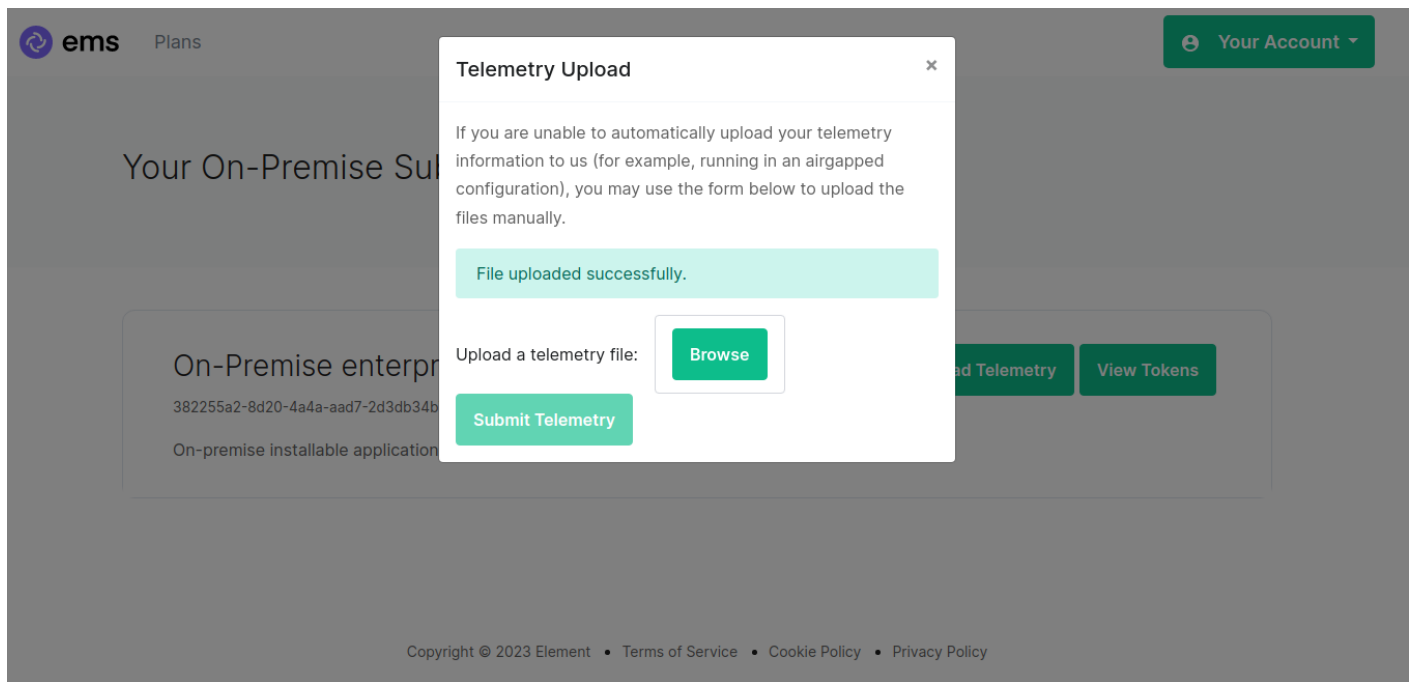 ems Plans Your Account
Telemetry Upload ×
If you are unable to automatically upload your telemetry
information to us (for example, running in an airgapped
configuration), you may use the form below to upload the
files manually.
Your On-Premise
File uploaded successfully.
Upload a telemetry file: Browse
Submit Telemetry
On-Premise
Telemetry View Tokens
382255a2-8d20-4a4a-aad7-2d3db34b
On-premise installable application
Copyright © 2023 Element • Terms of Service • Cookie Policy • Privacy Policy